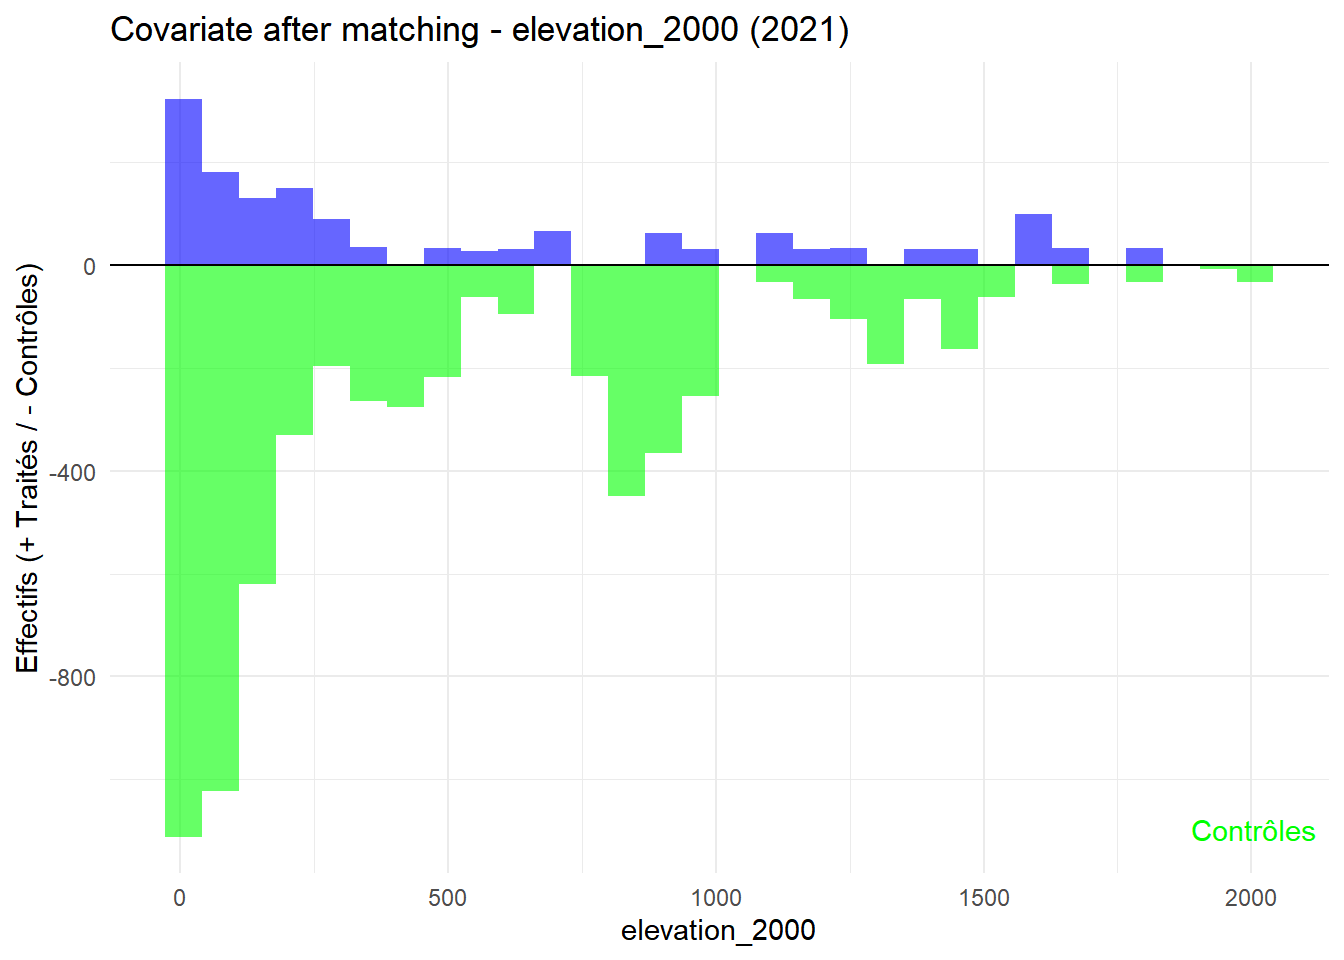 Covariate after matching - elevation_2000 (2021)
Effectifs (+ Traités / - Contrôles)
0
-400
-800
Contrôles
0 500 1000 1500 2000
elevation_2000